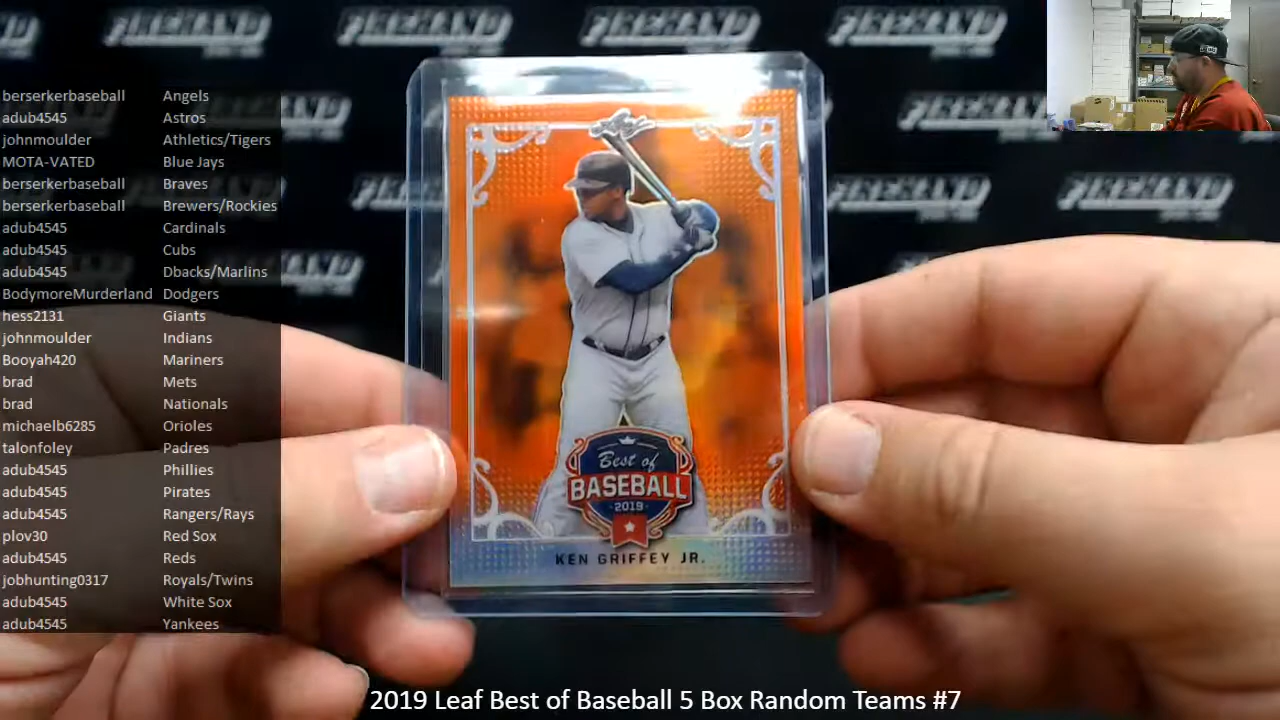 berserkerbaseball Angels
adub4545 Astros
johnmoulder Athletics/Tigers
MOTA-VATED Blue Jays
berserkerbaseball Braves
berserkerbaseball Brewers/Rockies
adub4545 Cardinals
adub4545 Cubs
adub4545 Dbacks/Marlins
BodymoreMurderland Dodgers
hess2131 Giants
johnmoulder Indians
Booyah420 Mariners
brad Mets
brad Nationals
michaelb6285 Orioles
talonfoley Padres
adub4545 Phillies
adub4545 Pirates
adub4545 Rangers/Rays
plov30 Red Sox
adub4545 Reds
jobhunting0317 Royals/Twins
adub4545 White Sox
adub4545 Yankees
Best of
BASEBALL
2019
KEN GRIFFEY JR.
2019 Leaf Best of Baseball 5 Box Random Teams #7